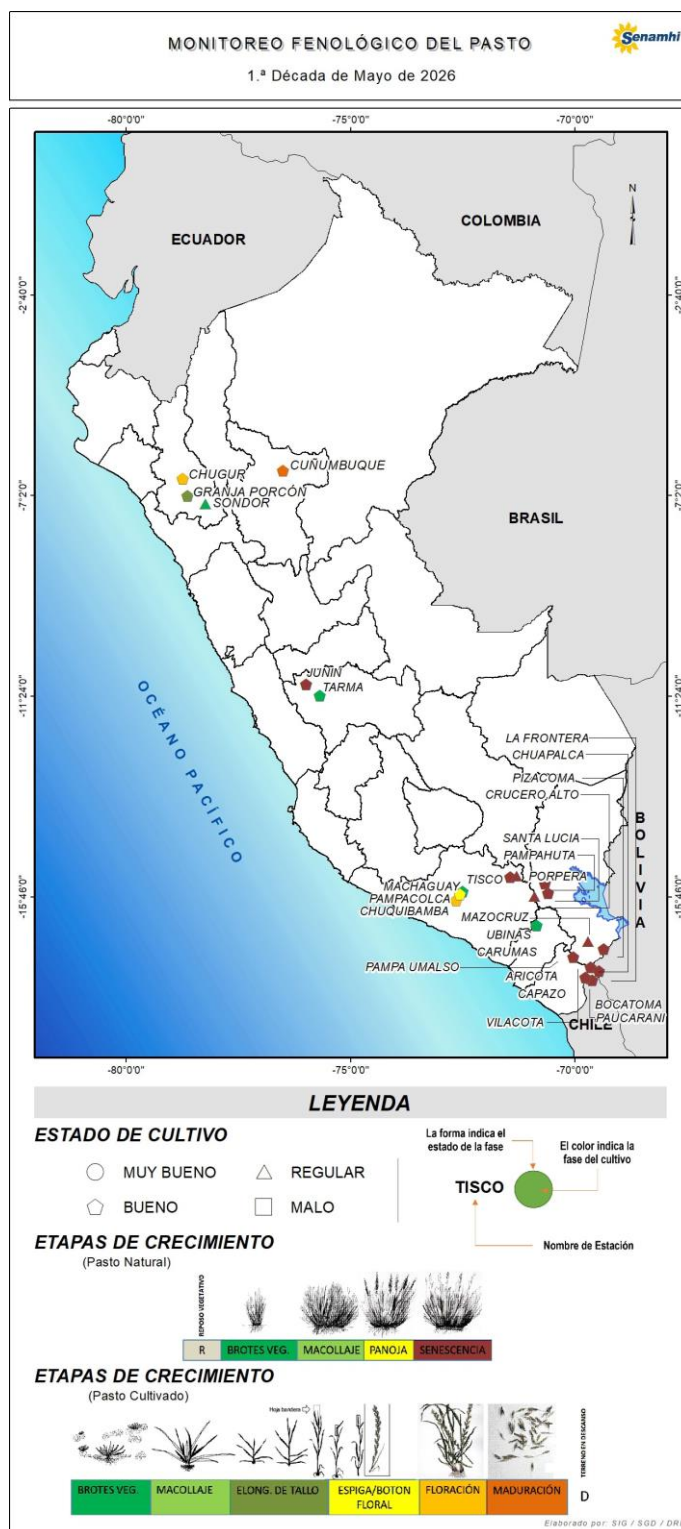 MONITOREO FENOLÓGICO DEL PASTO
Senamhi
1.ª Década de Mayo de 2026
-80°0'0" -75°0'0" -70°0'0"
N
COLOMBIA
ECUADOR
-2°40'0" -2°40'0"
CUÑUMBUQUE
CHUGUR
GRANJA PORCÓN
SONDOR
-7°2'0" -7°2'0"
BRASIL
JUNIN
TARMA
-11°24'0" -11°24'0"
OCÉANO PACÍFICO
LA FRONTERA
CHUAPALCA
PIZACOMA
CRUCERO ALTO
BOLIVIA
SANTA LUCIA
PAMPAHUTA
MACHAGUAY
TISCO
PORPERA
PAMPACOLCA
-15°46'0" -15°46'0"
CHUQUIBAMBA
MAZOCRUZ
UBINAS
CARUMAS
PAMPA UMALSO
ARICOTA
CAPAZO
BOCATOMA
PAUCARANI
VILACOTA
CHILE
-80°0'0" -75°0'0" -70°0'0"
LEYENDA
ESTADO DE CULTIVO
MUY BUENO
REGULAR
BUENO
MALO
La forma indica el
estado de la fase
El color indica la
fase del cultivo
TISCO
Nombre de Estación
ETAPAS DE CRECIMIENTO
(Pasto Natural)
REPOSO VEGETATIVO
R BROTES VEG. MACOLLAJE PANOJA SENESCENCIA
ETAPAS DE CRECIMIENTO
(Pasto Cultivado)
Hoja bandera
TERRENO EN DESCANSO
BROTES VEG. MACOLLAJE ELONG. DE TALLO ESPIGA/BOTON FLORAL FLORACIÓN MADURACIÓN D
Elaborado por: SIG / SGD / DR